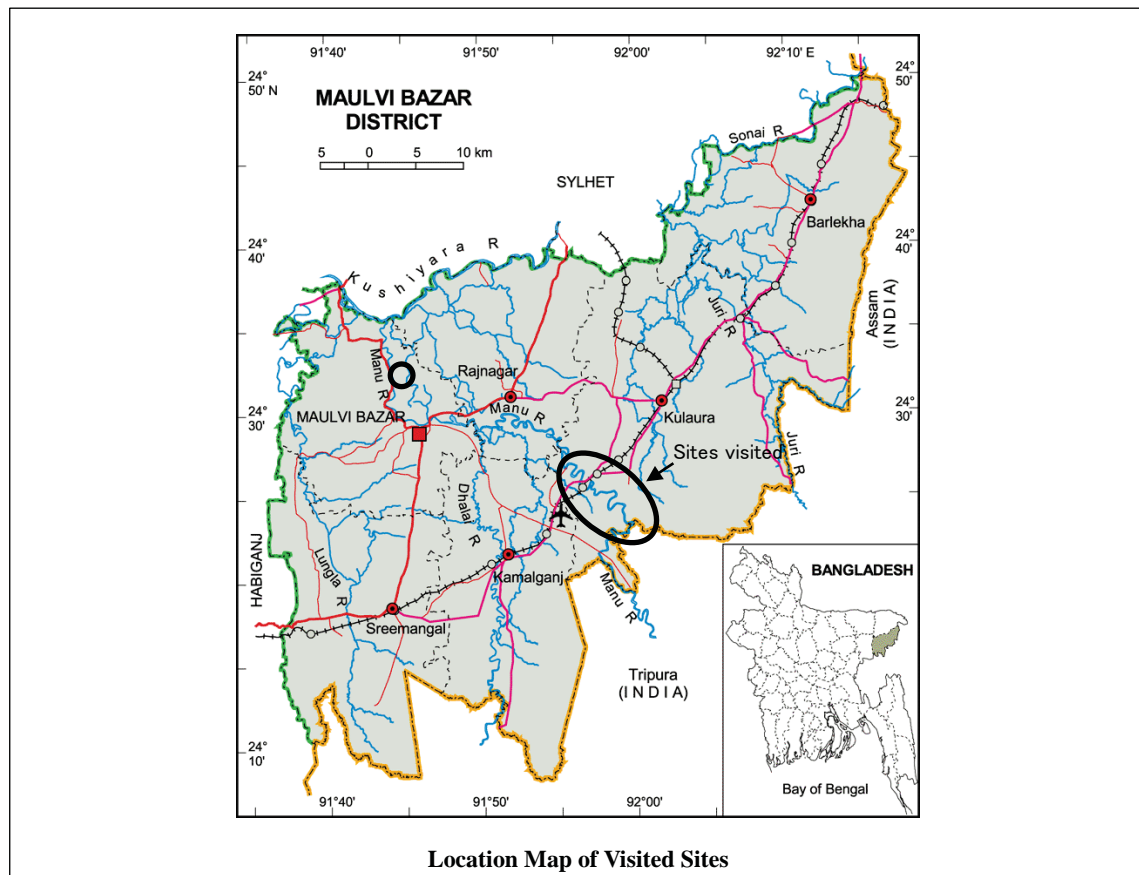 91°40' 91°50' 92°00' 92°10' E
24°
50' N
24°
50'
MAULVI BAZAR
DISTRICT
5 0 5 10 km
Sonai R
SYLHET
Barlekha
24°
40'
24°
40'
Kushiyara R
Juri R
Assam
(INDIA)
Manu R
Rajnagar
24°
30'
24°
30'
MAULVI BAZAR
Manu R
Kulaura
Juri R
Sites visited
Dhalai R
HABIGANJ
Lungla R
Kamalganj
Manu R
Sreemangal
BANGLADESH
Tripura
(INDIA)
24°
10'
Bay of Bengal
91°40' 91°50' 92°00'
Location Map of Visited Sites